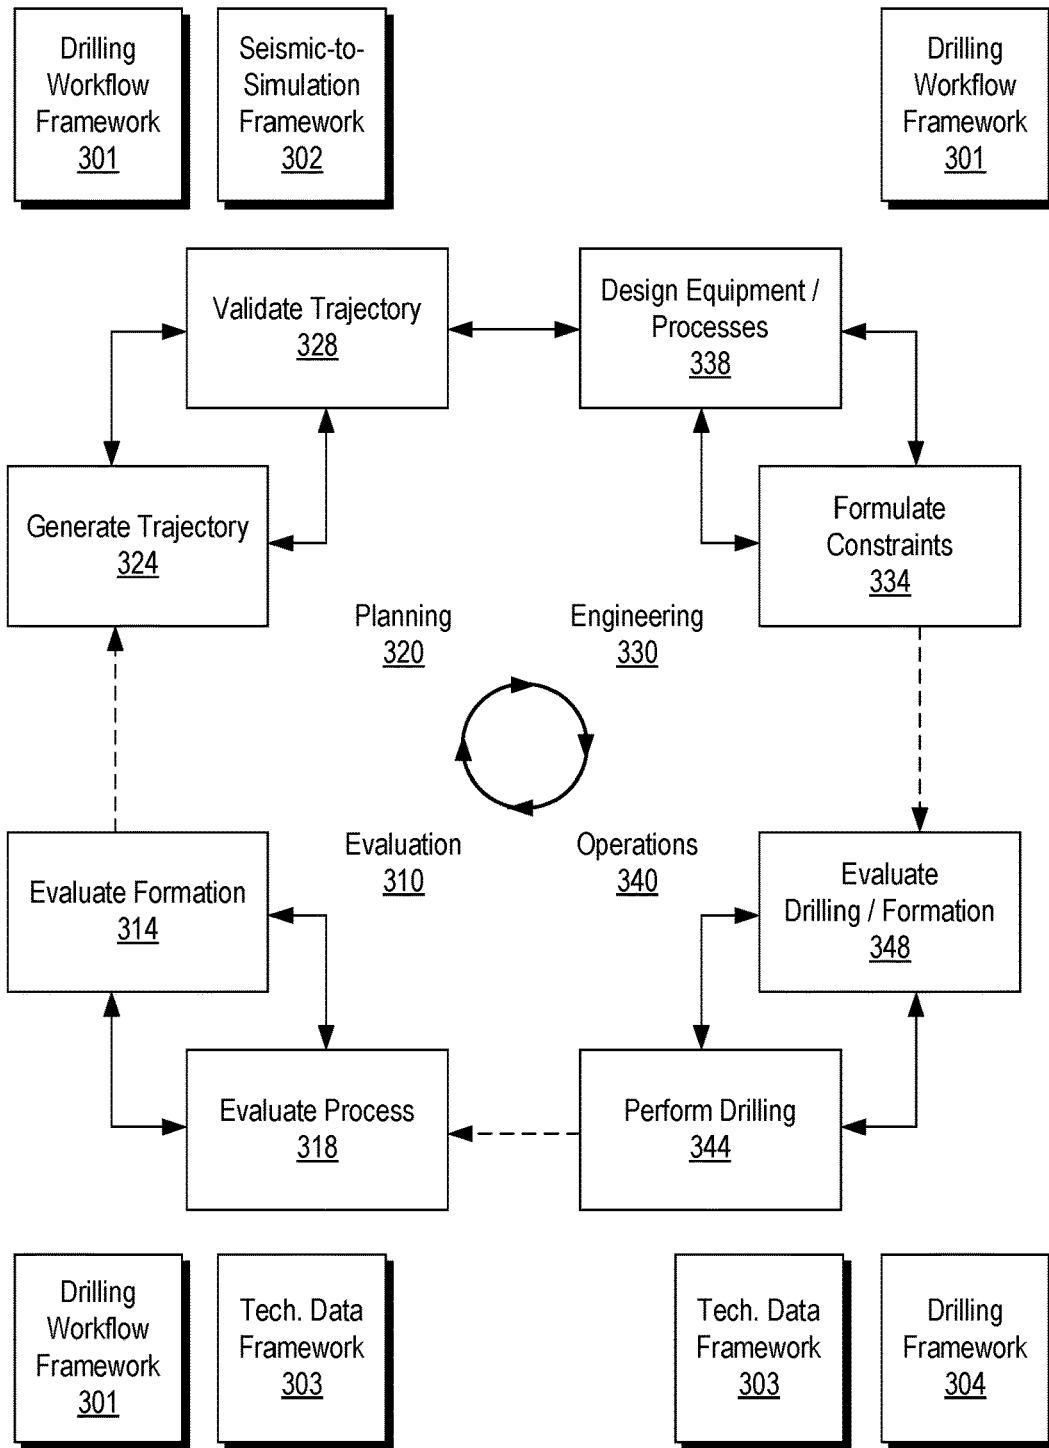 Drilling
Workflow
Framework
301
Seismic-to-
Simulation
Framework
302
Drilling
Workflow
Framework
301
Validate Trajectory
328
Design Equipment /
Processes
338
Generate Trajectory
324
Formulate
Constraints
334
Planning
320
Engineering
330
Evaluation
310
Operations
340
Evaluate Formation
314
Evaluate
Drilling / Formation
348
Evaluate Process
318
Perform Drilling
344
Drilling
Workflow
Framework
301
Tech. Data
Framework
303
Tech. Data
Framework
303
Drilling
Framework
304